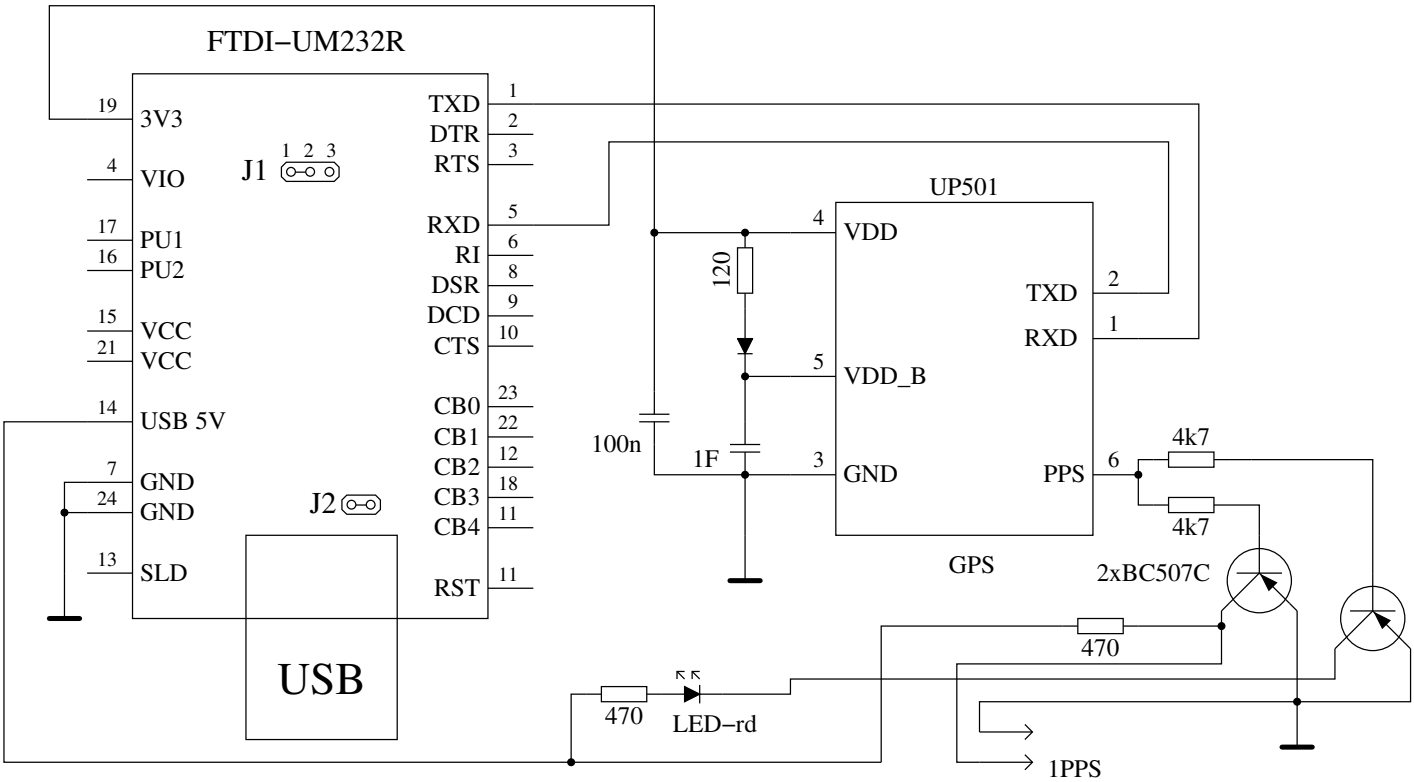 FTDI−UM232R
19 3V3
4 VIO
17 PU1
16 PU2
15 VCC
21 VCC
14 USB 5V
7 GND
24 GND
13 SLD
J1
1 2 3
J2
USB
TXD 1
DTR 2
RTS 3
RXD 5
RI 6
DSR 8
DCD 9
CTS 10
CB0 23
CB1 22
CB2 12
CB3 18
CB4 11
RST 11
120
100n
1F
UP501
4 VDD
5 VDD_B
3 GND
TXD 2
RXD 1
PPS 6
GPS
4k7
4k7
2xBC507C
470
470
LED−rd
1PPS